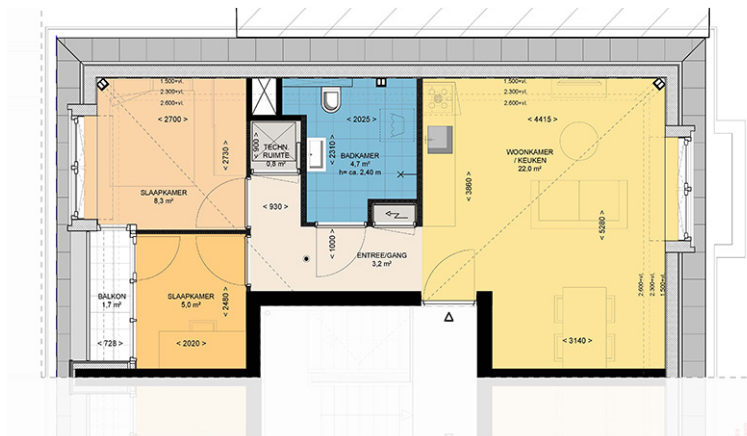 1.500+vl.
2.300+vl.
2.600+vl.
< 2700 >
< 2730 >
SLAAPKAMER
8,3 m²
< 900 >
TECHN.
RUIMTE
0,8 m²
< 2025 >
< 2310 >
BADKAMER
4,7 m²
h= ca. 2,40 m
1.500+vl.
2.300+vl.
2.600+vl.
< 4415 >
WOONKAMER
/ KEUKEN
22,0 m²
< 3860 >
< 5280 >
< 930 >
< 1000 >
ENTREE/GANG
3,2 m²
BALKON
1,7 m²
< 728 >
SLAAPKAMER
5,0 m²
< 2480 >
< 2020 >
2.600+vl.
2.300+vl.
1.500+vl.
< 3140 >